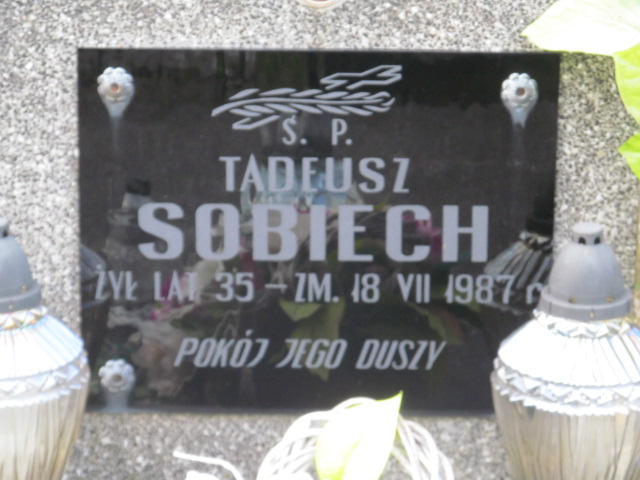 Ś. P.
TADEUSZ
SOBIECH
ŻYŁ LAT 35 – ZM. 18 VII 1987 r.
POKÓJ JEGO DUSZY